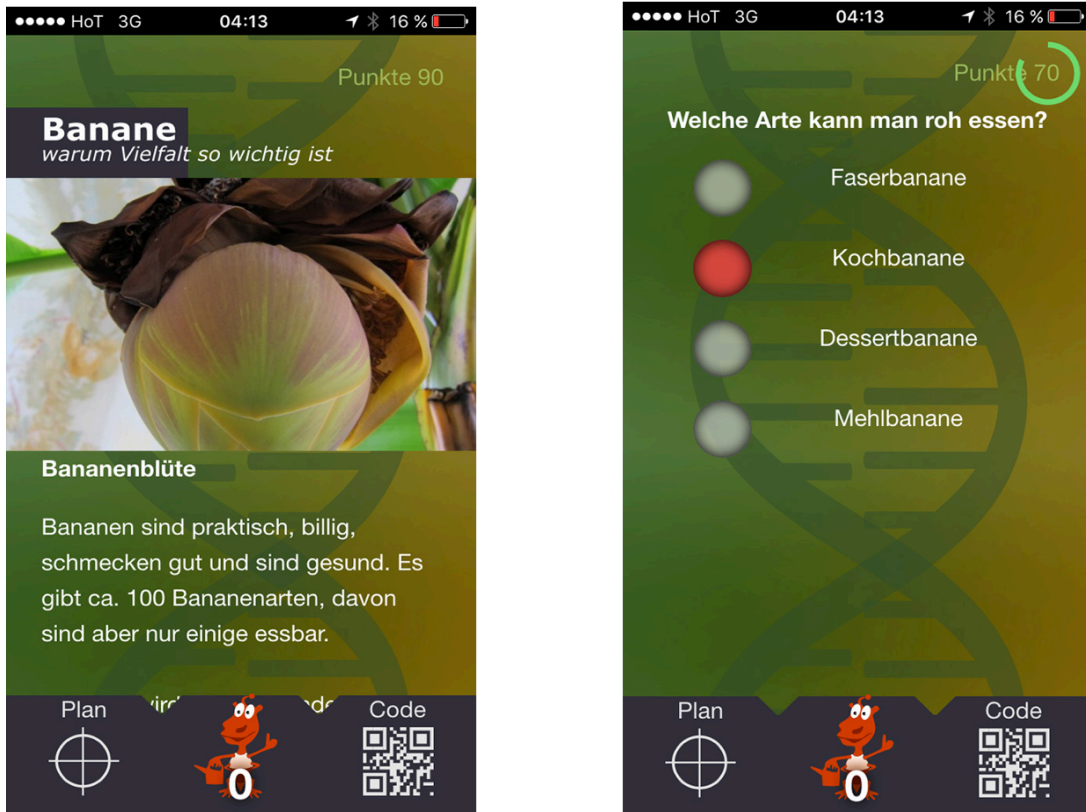 HoT 3G 04:13 16 %
Punkte 90
Banane
warum Vielfalt so wichtig ist
Bananenblüte
Bananen sind praktisch, billig,
schmecken gut und sind gesund. Es
gibt ca. 100 Bananenarten, davon
sind aber nur einige essbar.
Plan
Code
0
HoT 3G 04:13 16 %
Punkte 70
Welche Arte kann man roh essen?
Faserbanane
Kochbanane
Dessertbanane
Mehlbanane
Plan
Code
0